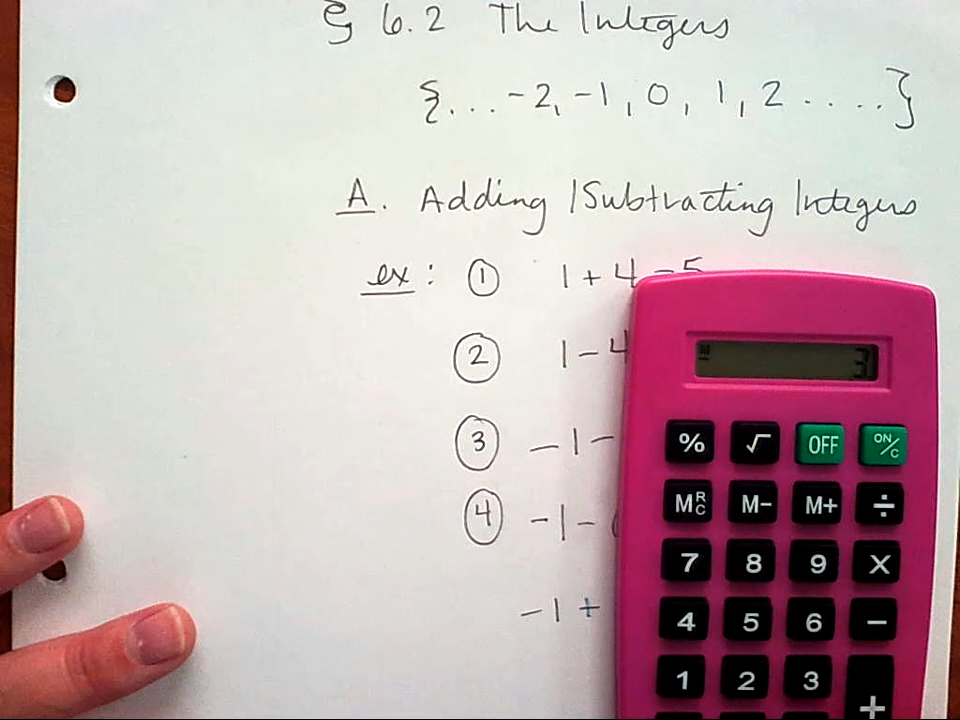 § 6.2 The Integers
{... -2, -1, 0, 1, 2 ....}
A. Adding /Subtracting Integers
ex: ① 1 + 4 = 5
② 1 - 4
③ - 1 -
④ - 1 -
- 1 +
M
- 3
% √ OFF ON/C
MRC M- M+ ÷
7 8 9 X
4 5 6 -
1 2 3 +